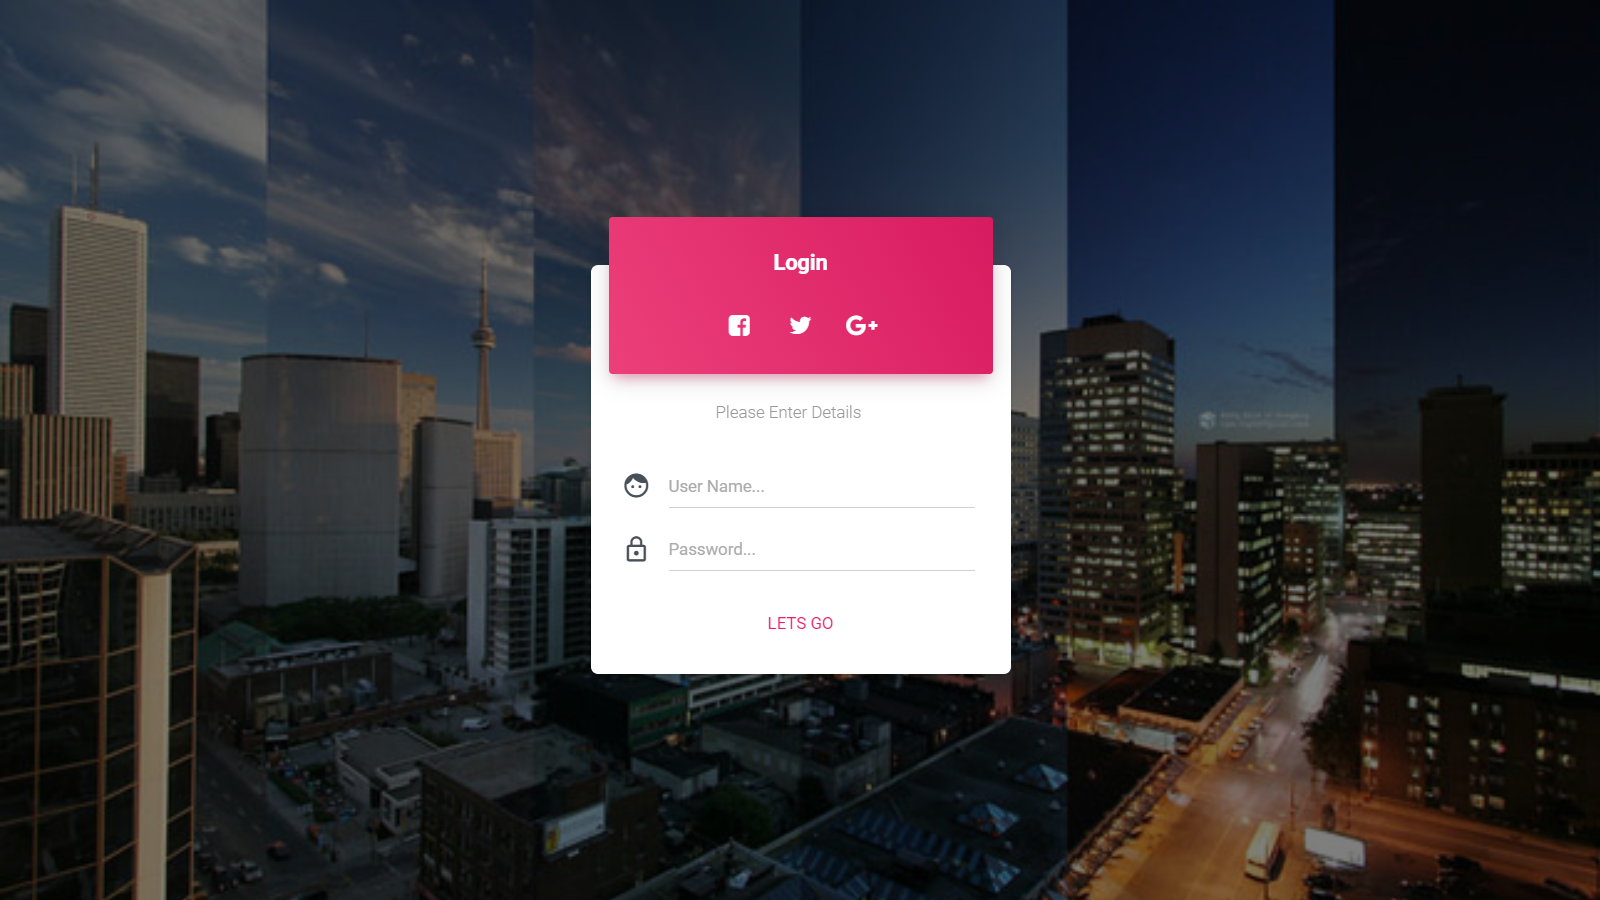 Login
Please Enter Details
User Name...
Password...
LETS GO